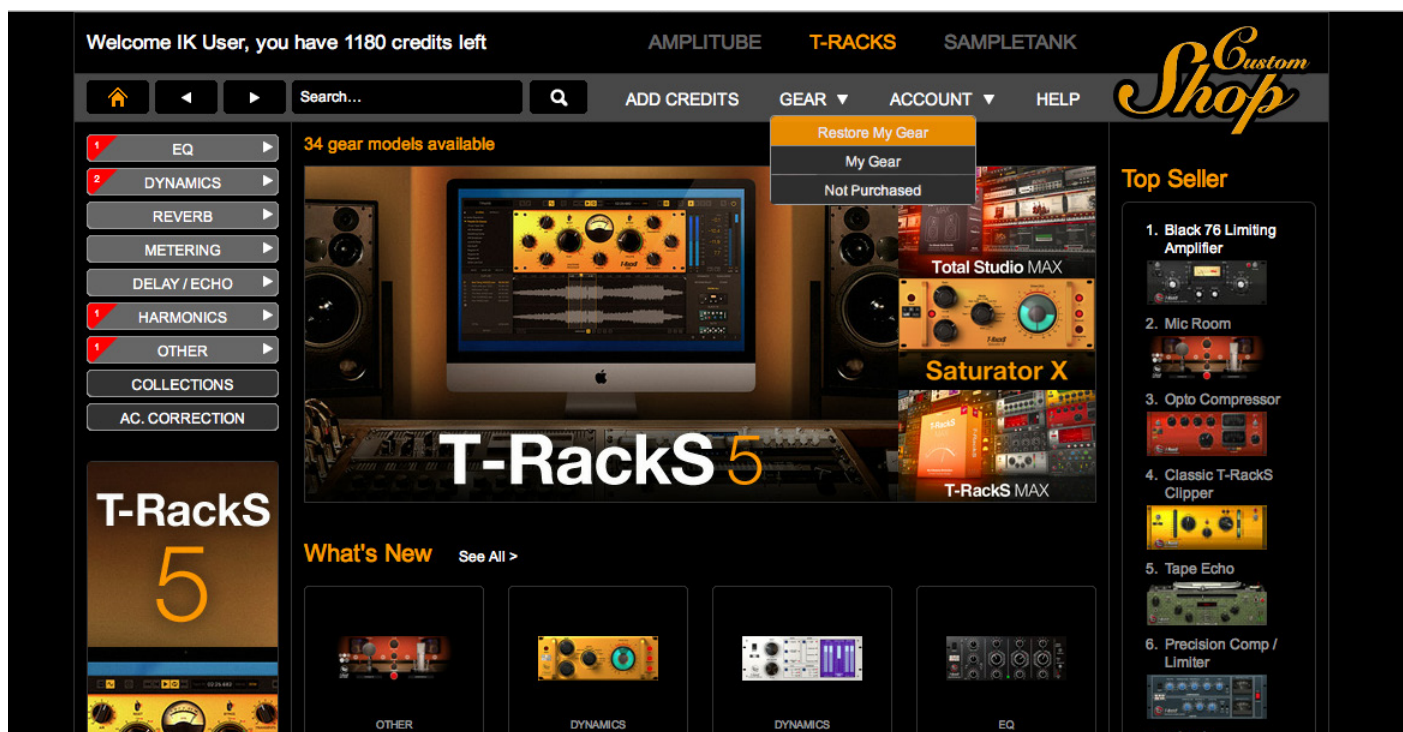 Welcome IK User, you have 1180 credits left
AMPLITUBE
T-RACKS
SAMPLETANK
Custom
Shop
Search...
ADD CREDITS
GEAR ▼
ACCOUNT ▼
HELP
Restore My Gear
My Gear
Not Purchased
1 EQ
2 DYNAMICS
REVERB
METERING
DELAY / ECHO
1 HARMONICS
1 OTHER
COLLECTIONS
AC. CORRECTION
T-RackS
5
34 gear models available
T-RackS 5
Total Studio MAX
Saturator X
T-RackS MAX
What's New
See All >
OTHER
DYNAMICS
DYNAMICS
EQ
Top Seller
1. Black 76 Limiting
Amplifier
2. Mic Room
3. Opto Compressor
4. Classic T-RackS
Clipper
5. Tape Echo
6. Precision Comp /
Limiter